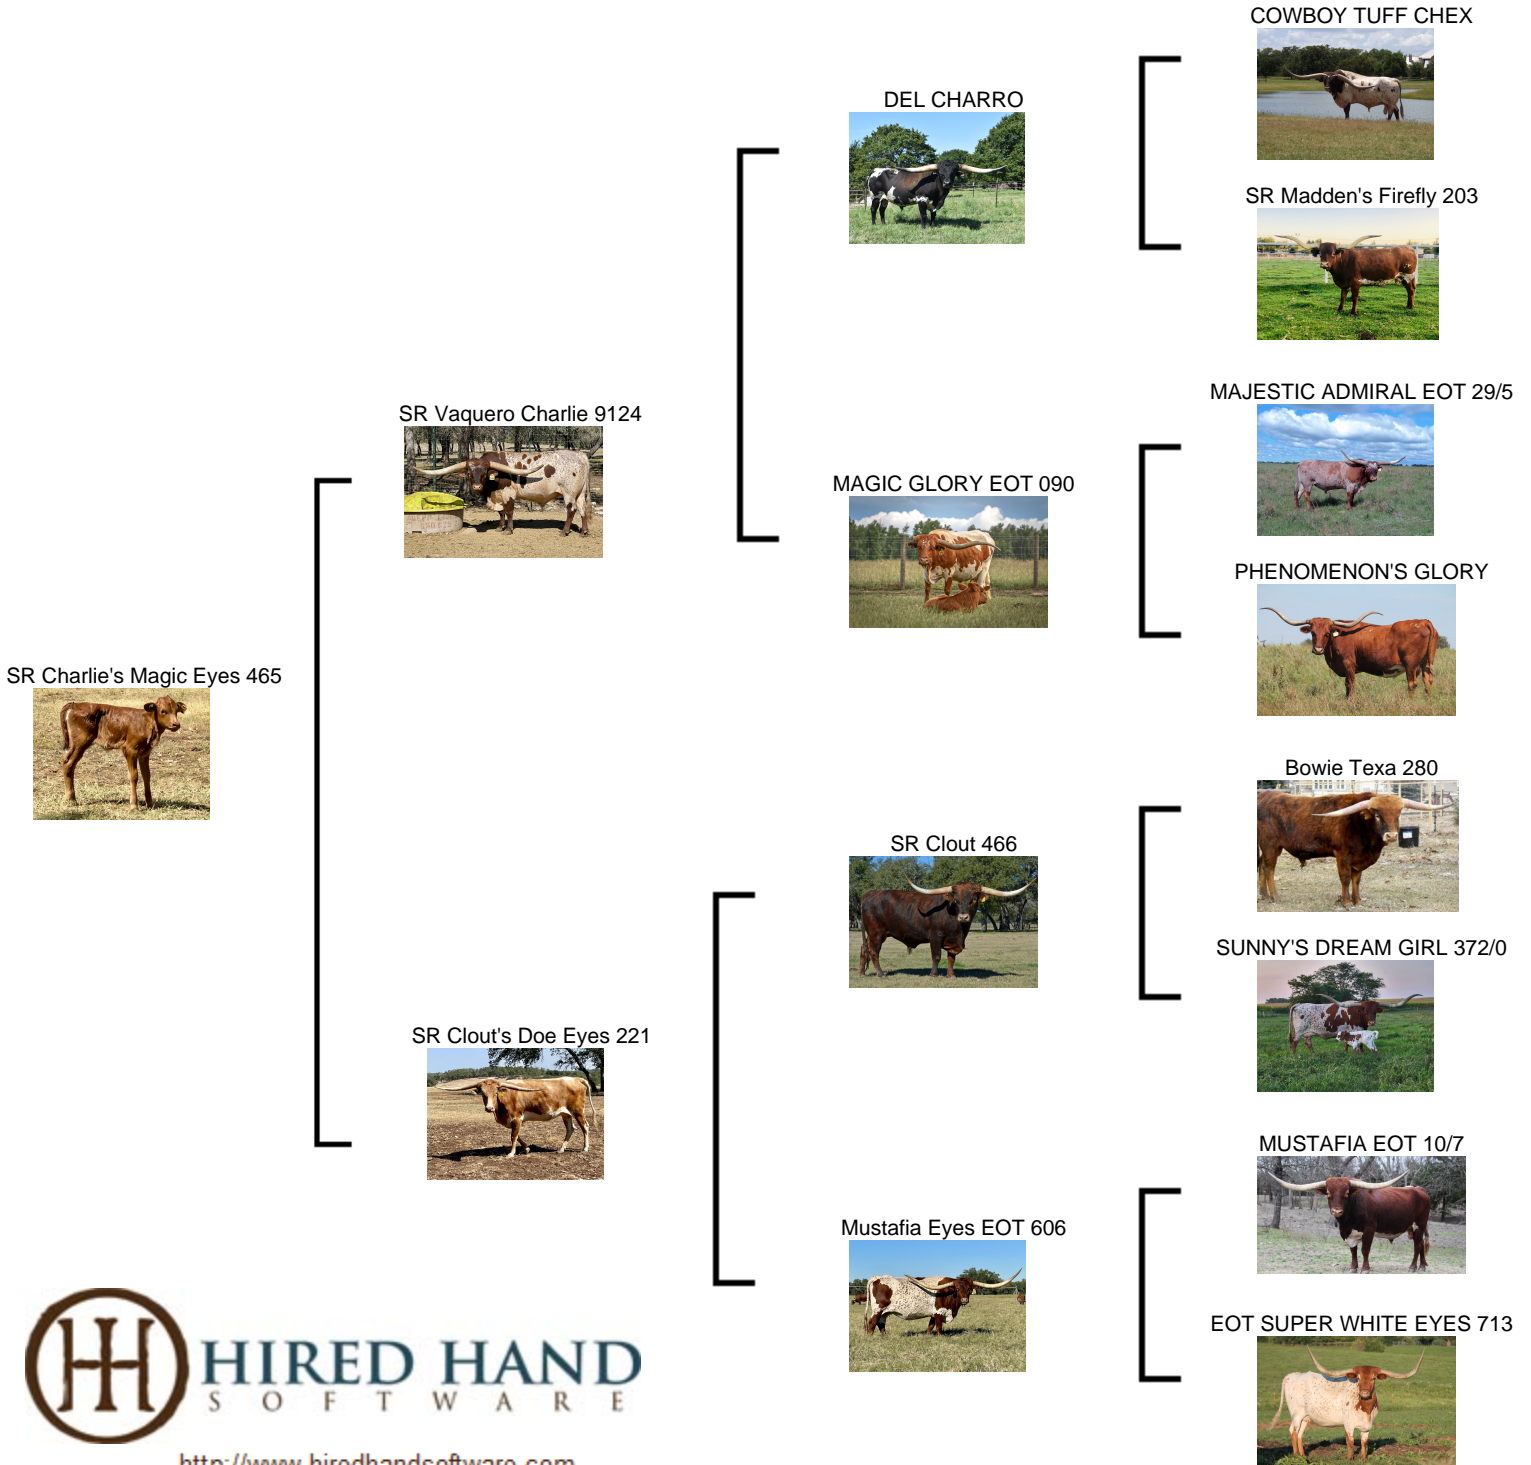 COWBOY TUFF CHEX
DEL CHARRO
SR Madden's Firefly 203
SR Vaquero Charlie 9124
MAJESTIC ADMIRAL EOT 29/5
MAGIC GLORY EOT 090
PHENOMENON'S GLORY
SR Charlie's Magic Eyes 465
Bowie Texa 280
SR Clout 466
SUNNY'S DREAM GIRL 372/0
SR Clout's Doe Eyes 221
MUSTAFIA EOT 10/7
Mustafia Eyes EOT 606
EOT SUPER WHITE EYES 713
HIRED HAND
SOFTWARE
http://www.hiredhandsoftware.com